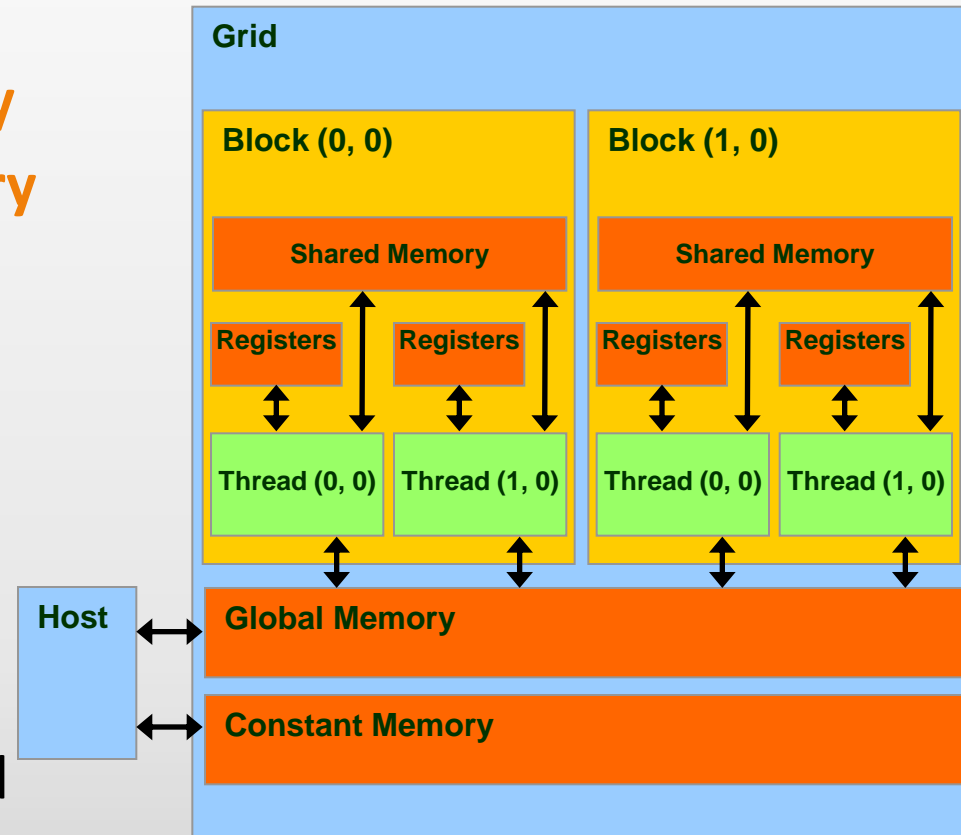 Grid
y
ry
Block (0, 0)
Block (1, 0)
Shared Memory
Shared Memory
Registers
Registers
Registers
Registers
Thread (0, 0)
Thread (1, 0)
Thread (0, 0)
Thread (1, 0)
Host
Global Memory
Constant Memory